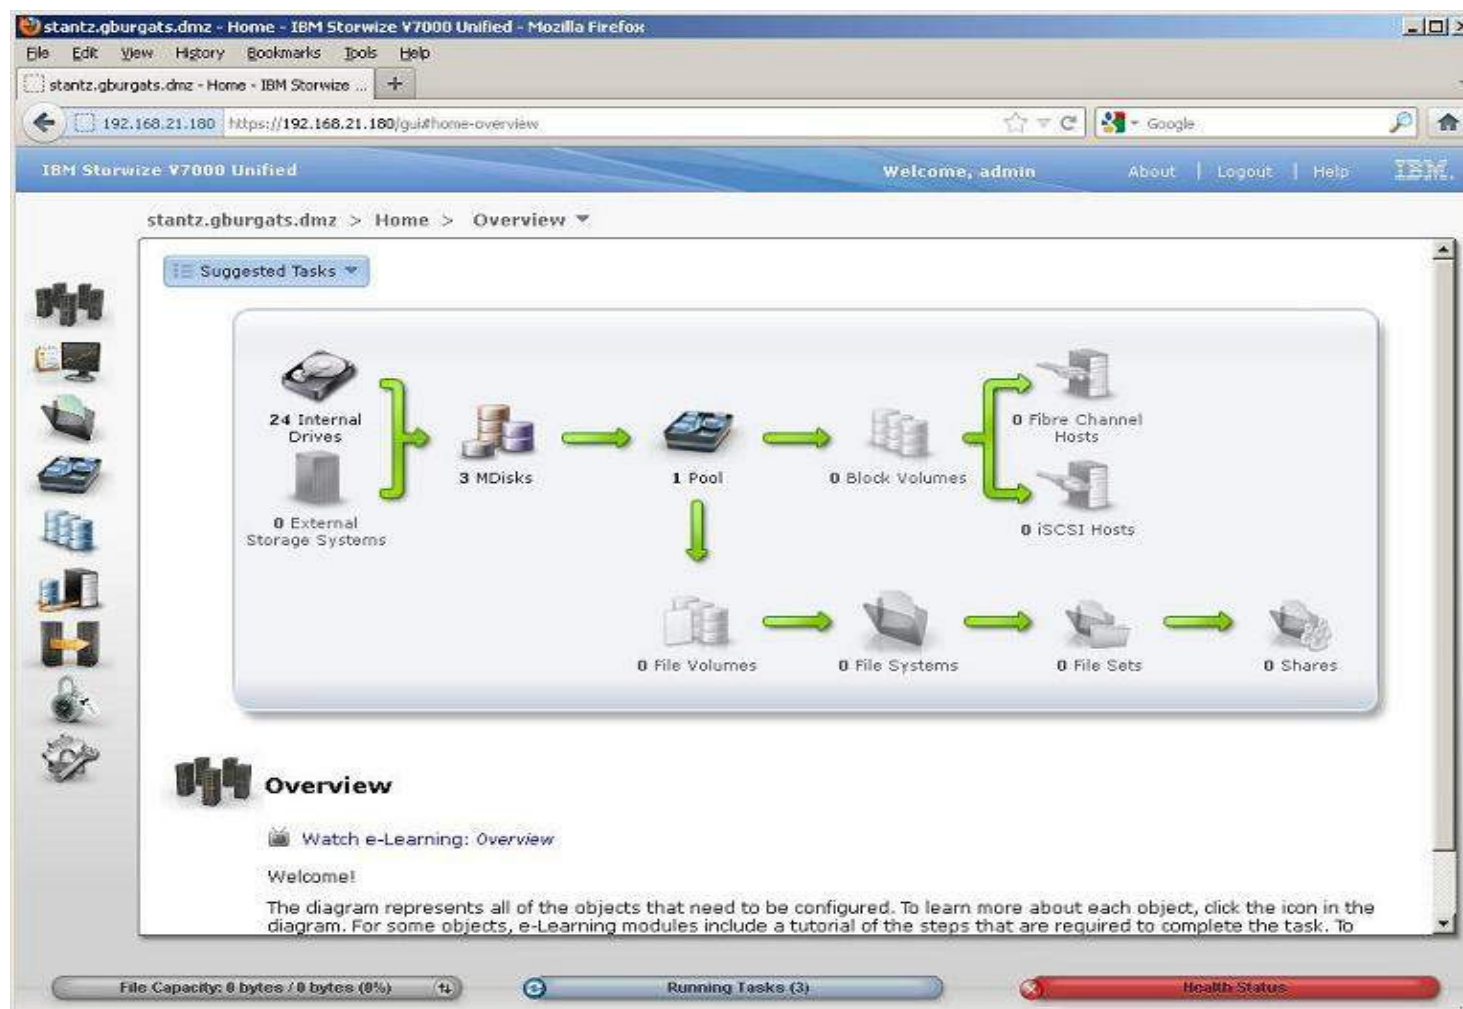 stantz.gburgats.dmz - Home - IBM Storwize V7000 Unified - Mozilla Firefox
File Edit View History Bookmarks Tools Help
stantz.gburgats.dmz - Home - IBM Storwize ... +
192.168.21.180 https://192.168.21.180/gui#home-overview Google
IBM Storwize V7000 Unified Welcome, admin About | Logout | Help IBM.
stantz.gburgats.dmz > Home > Overview
Suggested Tasks
24 Internal
Drives
0 External
Storage Systems
3 MDisks
1 Pool
0 Block Volumes
0 Fibre Channel
Hosts
0 iSCSI Hosts
0 File Volumes
0 File Systems
0 File Sets
0 Shares
Overview
Watch e-Learning: Overview
Welcome!
The diagram represents all of the objects that need to be configured. To learn more about each object, click the icon in the
diagram. For some objects, e-Learning modules include a tutorial of the steps that are required to complete the task. To
File Capacity: 0 bytes / 0 bytes (0%)
Running Tasks (3)
Health Status